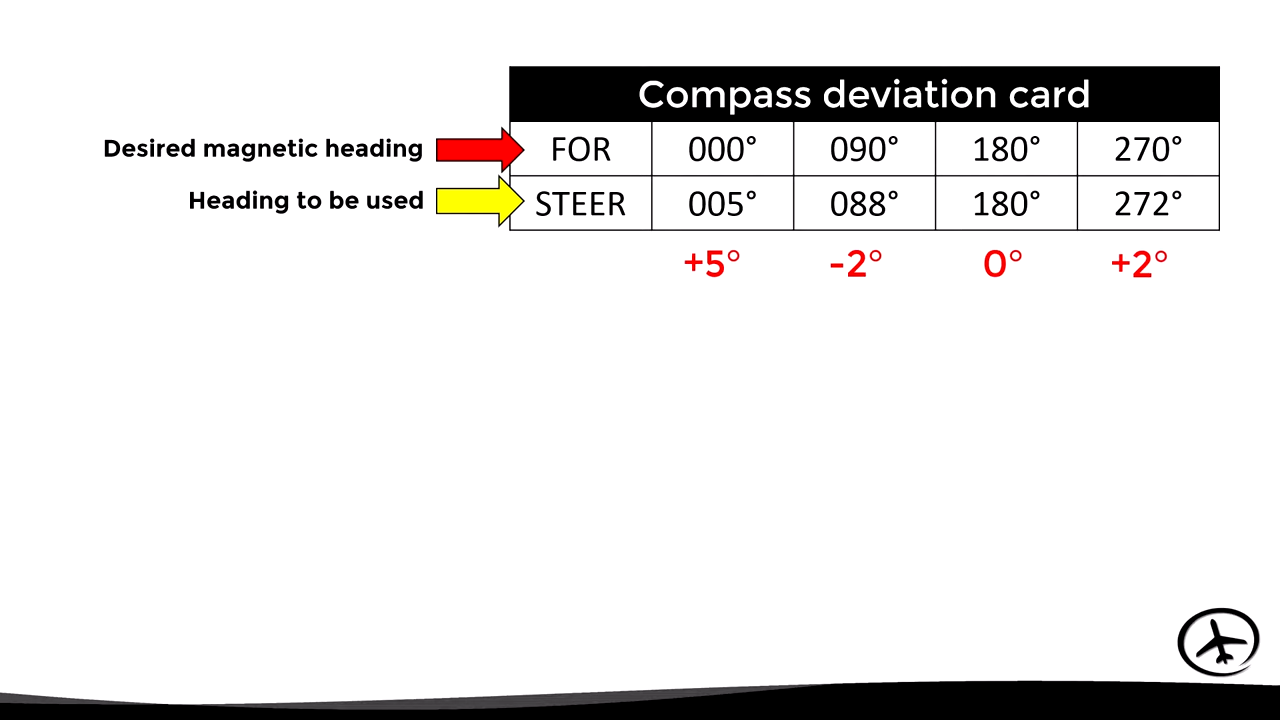 Compass deviation card
Desired magnetic heading FOR 000° 090° 180° 270°
Heading to be used STEER 005° 088° 180° 272°
+5° -2° 0° +2°